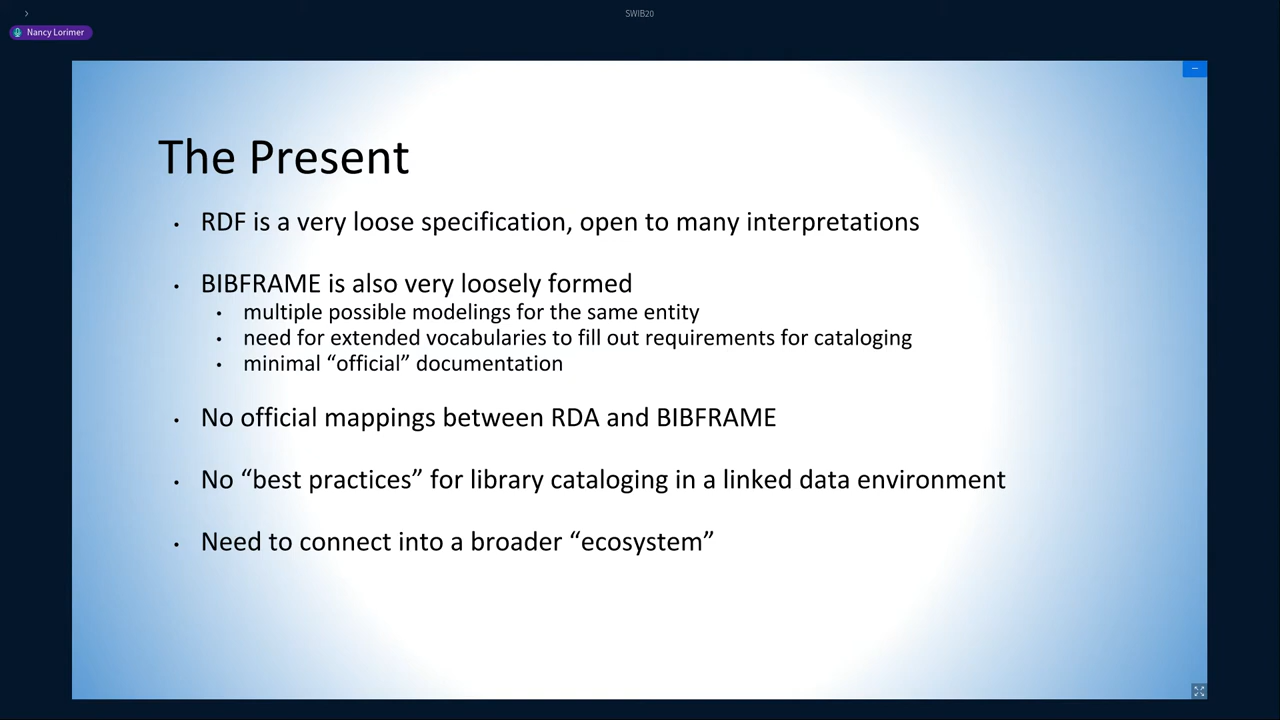 SWIB20
Nancy Lorimer
The Present
• RDF is a very loose specification, open to many interpretations
• BIBFRAME is also very loosely formed
• multiple possible modelings for the same entity
• need for extended vocabularies to fill out requirements for cataloging
• minimal “official” documentation
• No official mappings between RDA and BIBFRAME
• No “best practices” for library cataloging in a linked data environment
• Need to connect into a broader “ecosystem”